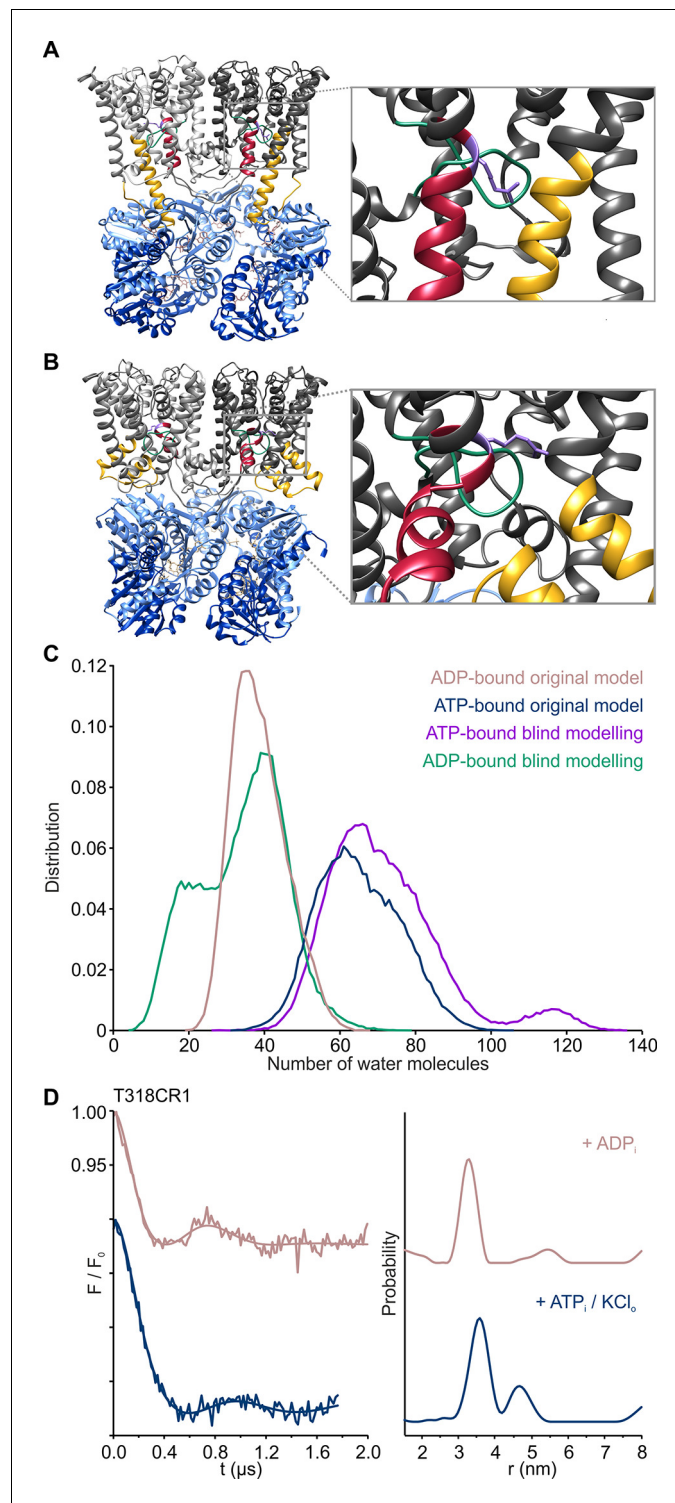 A
B
C
0.12
0.10
0.08
0.06
0.04
0.02
0
Distribution
ADP-bound original model
ATP-bound original model
ATP-bound blind modelling
ADP-bound blind modelling
0 20 40 60 80 100 120 140
Number of water molecules
D
T318CR1
1.00
0.95
F / F₀
0.0 0.4 0.8 1.2 1.6 2.0
t (µs)
Probability
+ ADPᵢ
+ ATPᵢ / KClₒ
2 3 4 5 6 7 8
r (nm)